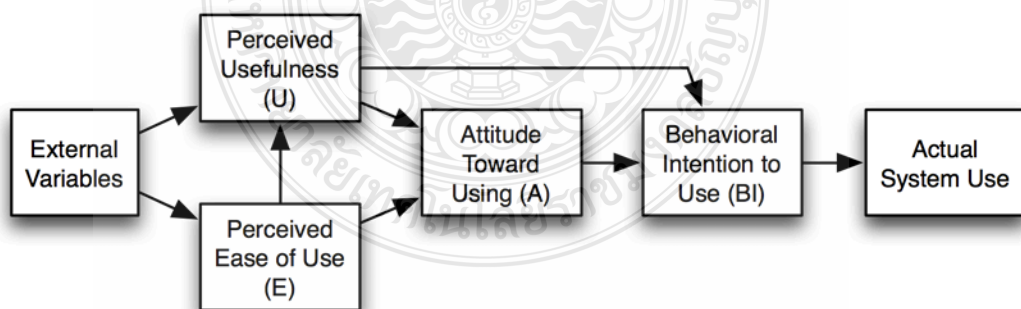 Perceived
Usefulness
(U)
External
Variables
Attitude
Toward
Using (A)
Behavioral
Intention to
Use (BI)
Actual
System Use
Perceived
Ease of Use
(E)